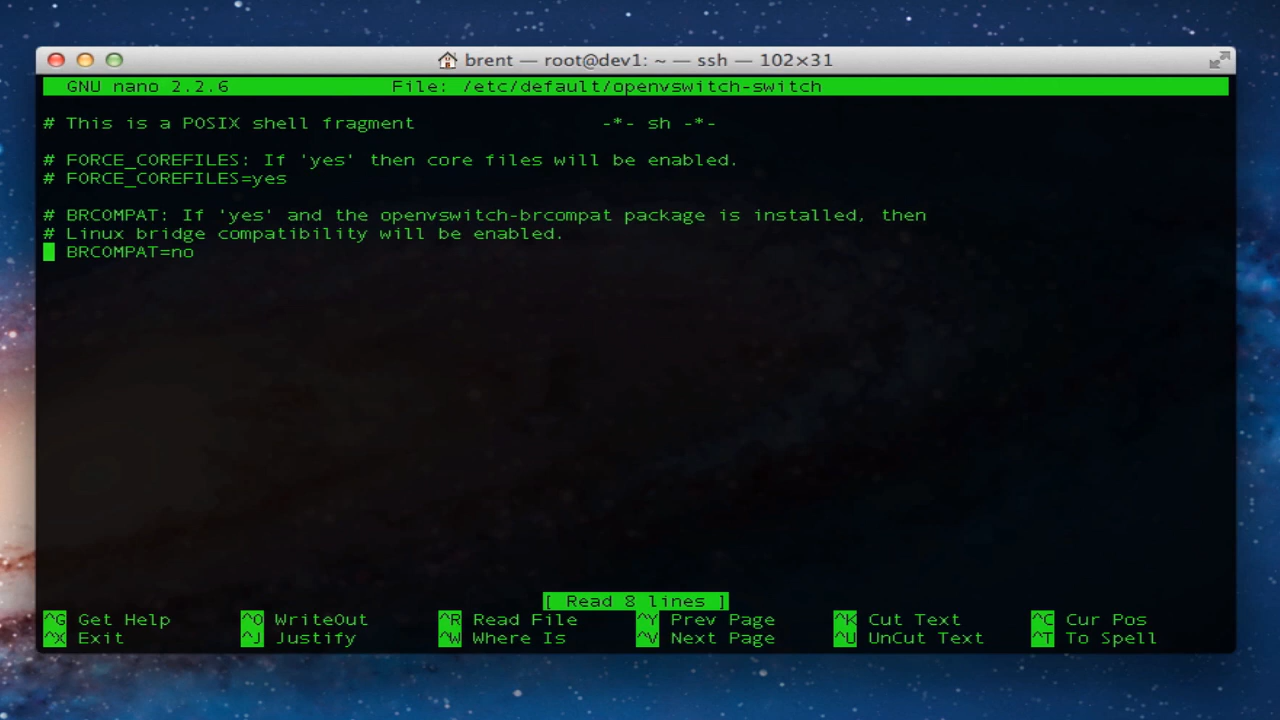 brent — root@dev1: ~ — ssh — 102×31
GNU nano 2.2.6 File: /etc/default/openvswitch-switch
# This is a POSIX shell fragment -*- sh -*-
# FORCE_COREFILES: If 'yes' then core files will be enabled.
# FORCE_COREFILES=yes
# BRCOMPAT: If 'yes' and the openvswitch-brcompat package is installed, then
# Linux bridge compatibility will be enabled.
BRCOMPAT=no
[ Read 8 lines ]
^G Get Help ^O WriteOut ^R Read File ^Y Prev Page ^K Cut Text ^C Cur Pos
^X Exit ^J Justify ^W Where Is ^V Next Page ^U UnCut Text ^T To Spell